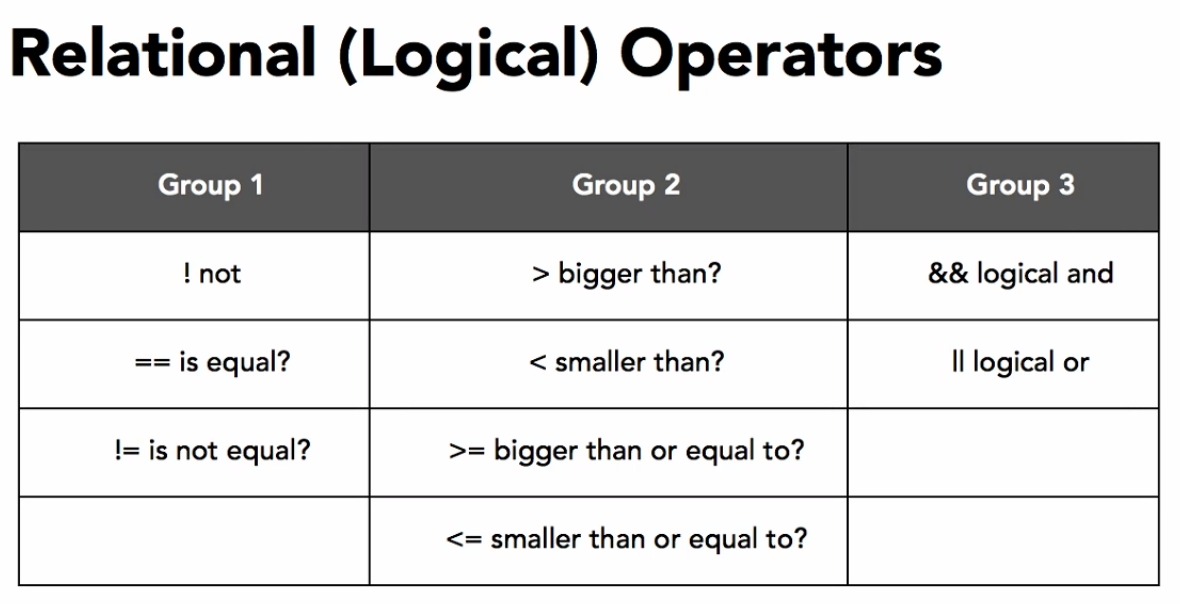 Relational (Logical) Operators
Group 1 Group 2 Group 3
! not > bigger than? && logical and
== is equal? < smaller than? || logical or
!= is not equal? >= bigger than or equal to?
<= smaller than or equal to?